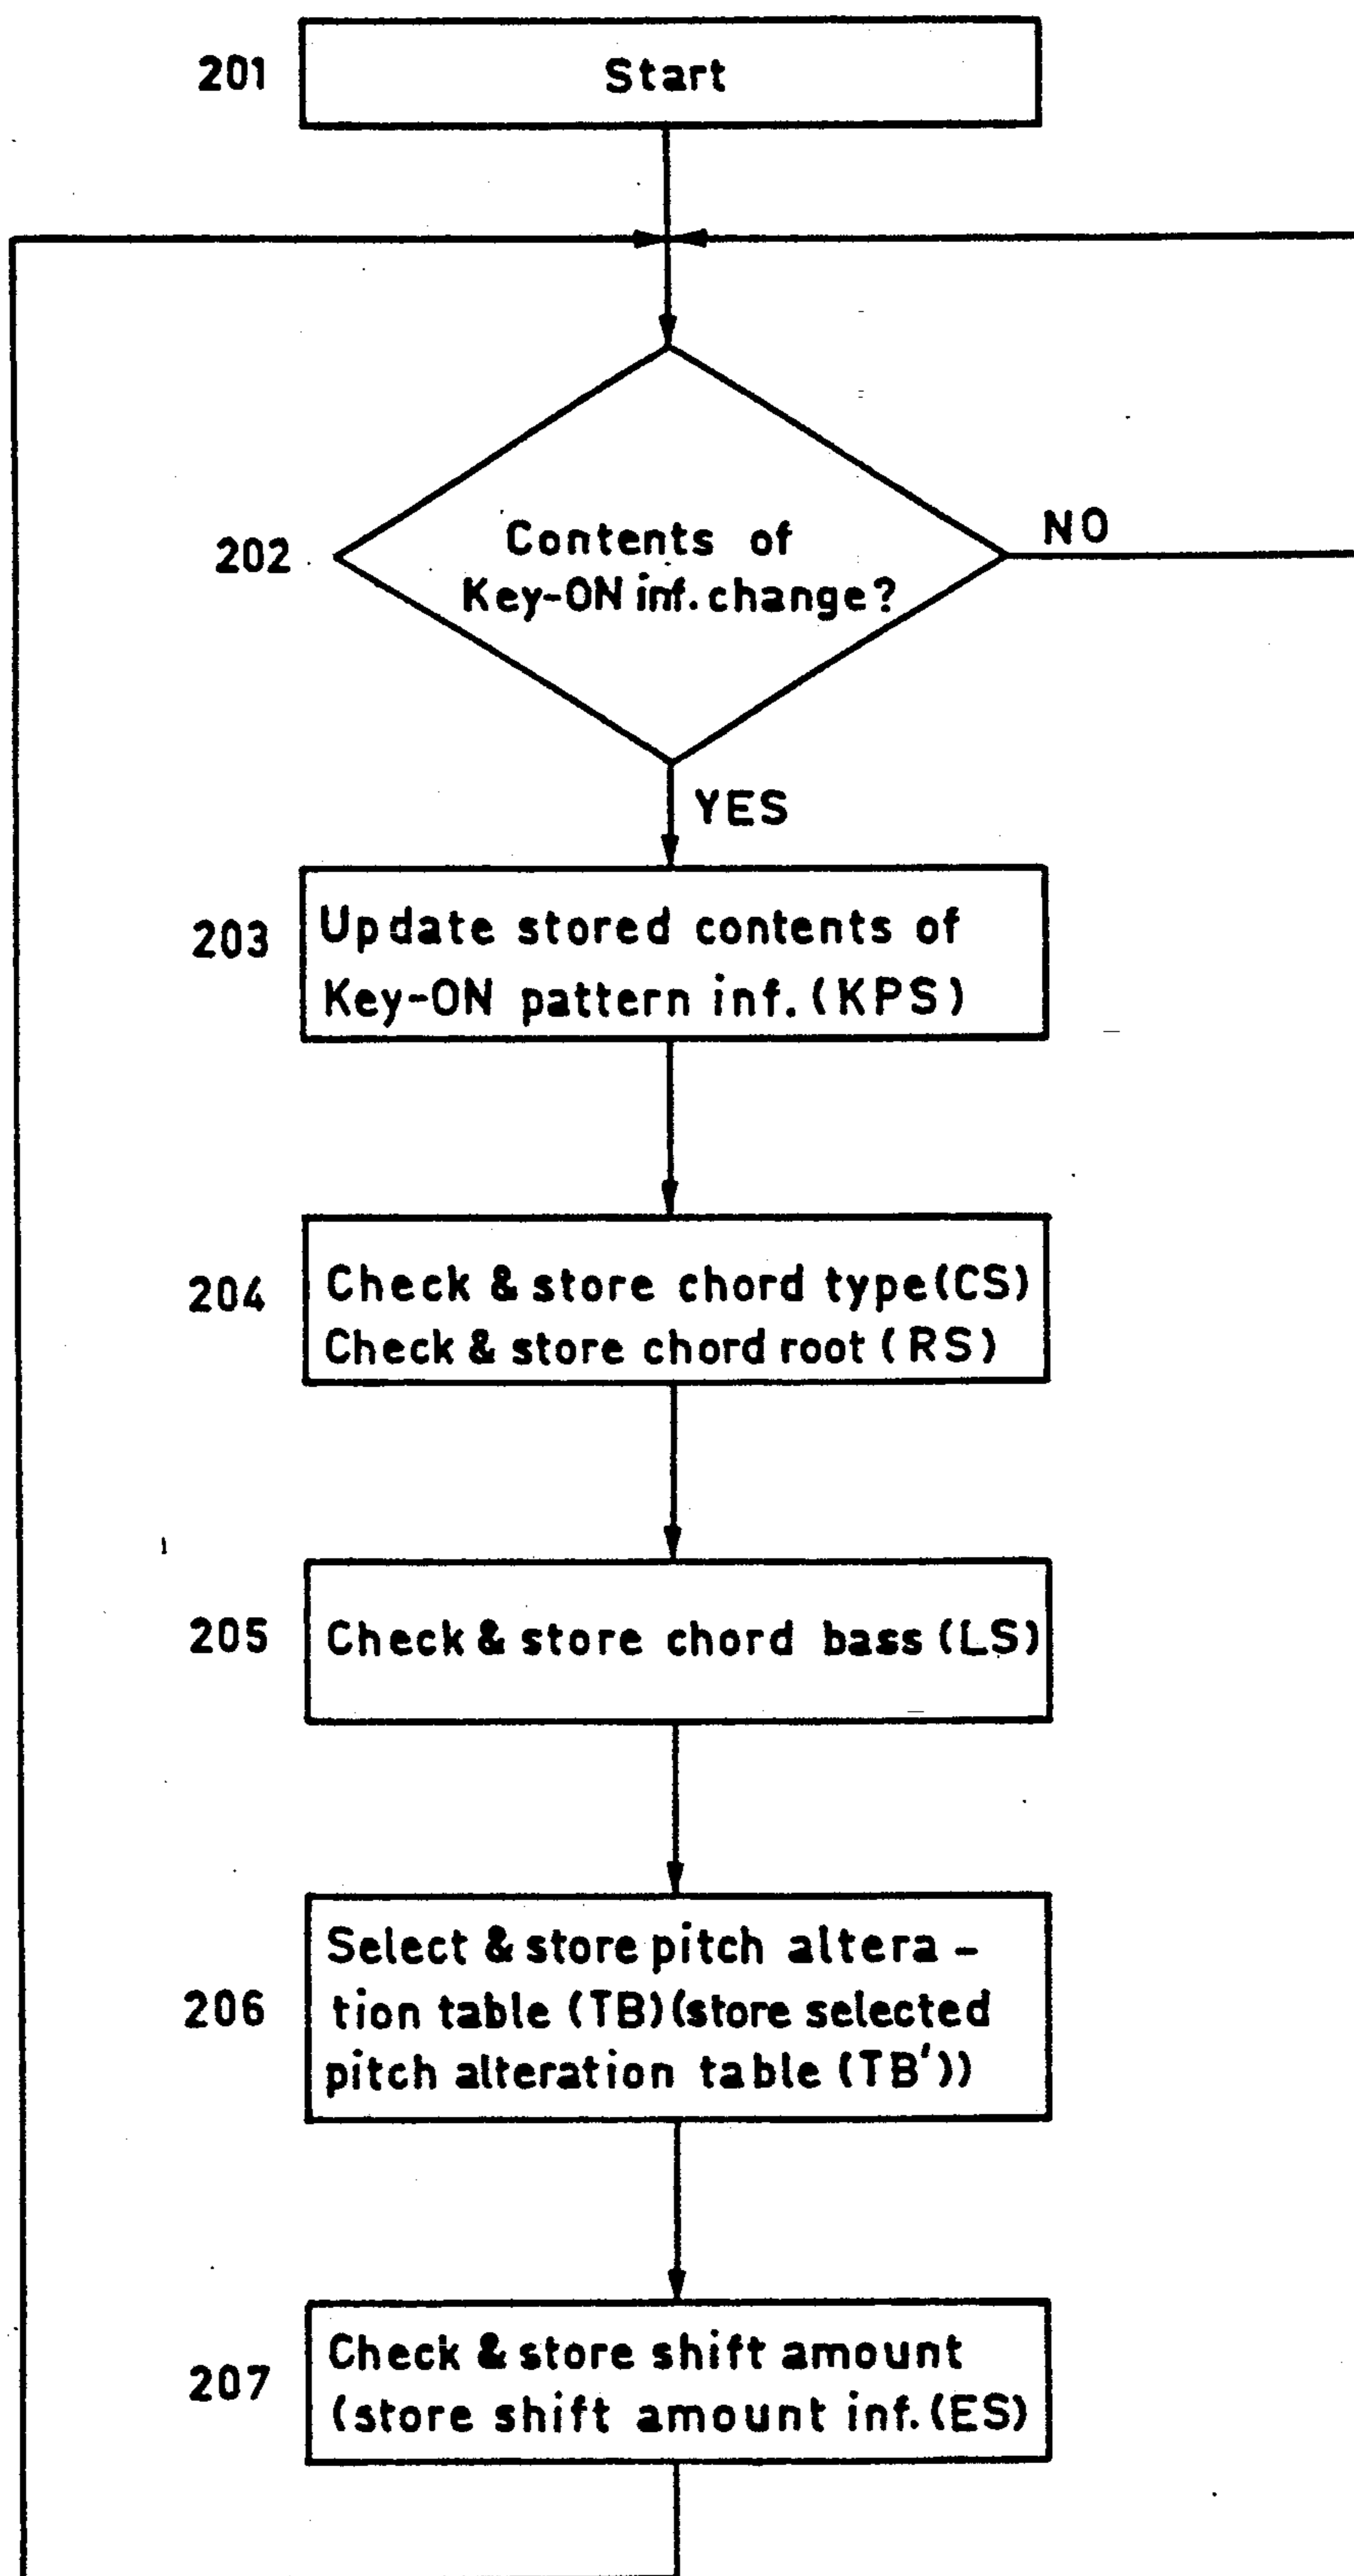 201
Start
202
Contents of
Key-ON inf. change?
NO
YES
203
Update stored contents of
Key-ON pattern inf. (KPS)
204
Check & store chord type (CS)
Check & store chord root (RS)
205
Check & store chord bass (LS)
206
Select & store pitch altera-
tion table (TB) (store selected
pitch alteration table (TB'))
207
Check & store shift amount
(store shift amount inf. (ES)